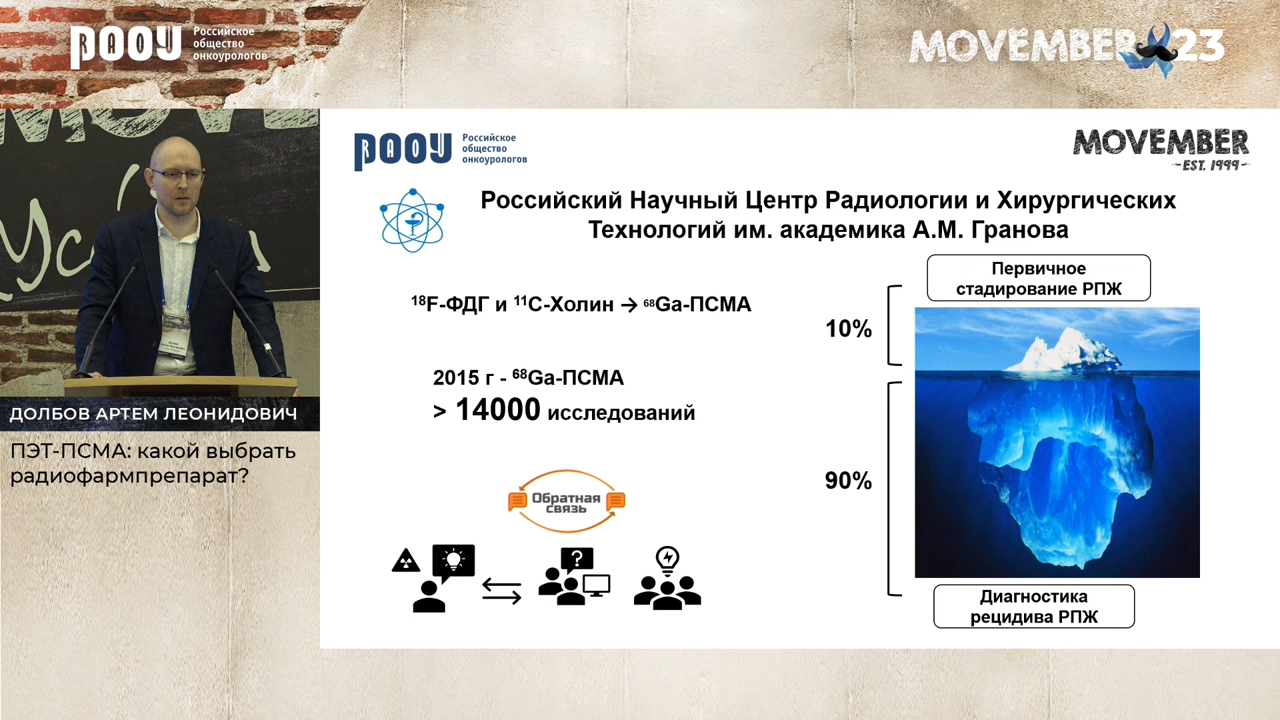 РООУ
RAOU
Российское
общество
онкоурологов
MOVEMBER 23
РООУ
RAOU
Российское
общество
онкоурологов
MOVEMBER
EST. 1999
Российский Научный Центр Радиологии и Хирургических
Технологий им. академика А.М. Гранова
¹⁸F-ФДГ и ¹¹С-Холин → ⁶⁸Ga-ПСМА
2015 г - ⁶⁸Ga-ПСМА
> 14000 исследований
Обратная
связь
?
Первичное
стадирование РПЖ
10%
90%
Диагностика
рецидива РПЖ
ДОЛБОВ АРТЕМ ЛЕОНИДОВИЧ
ПЭТ-ПСМА: какой выбрать
радиофармпрепарат?